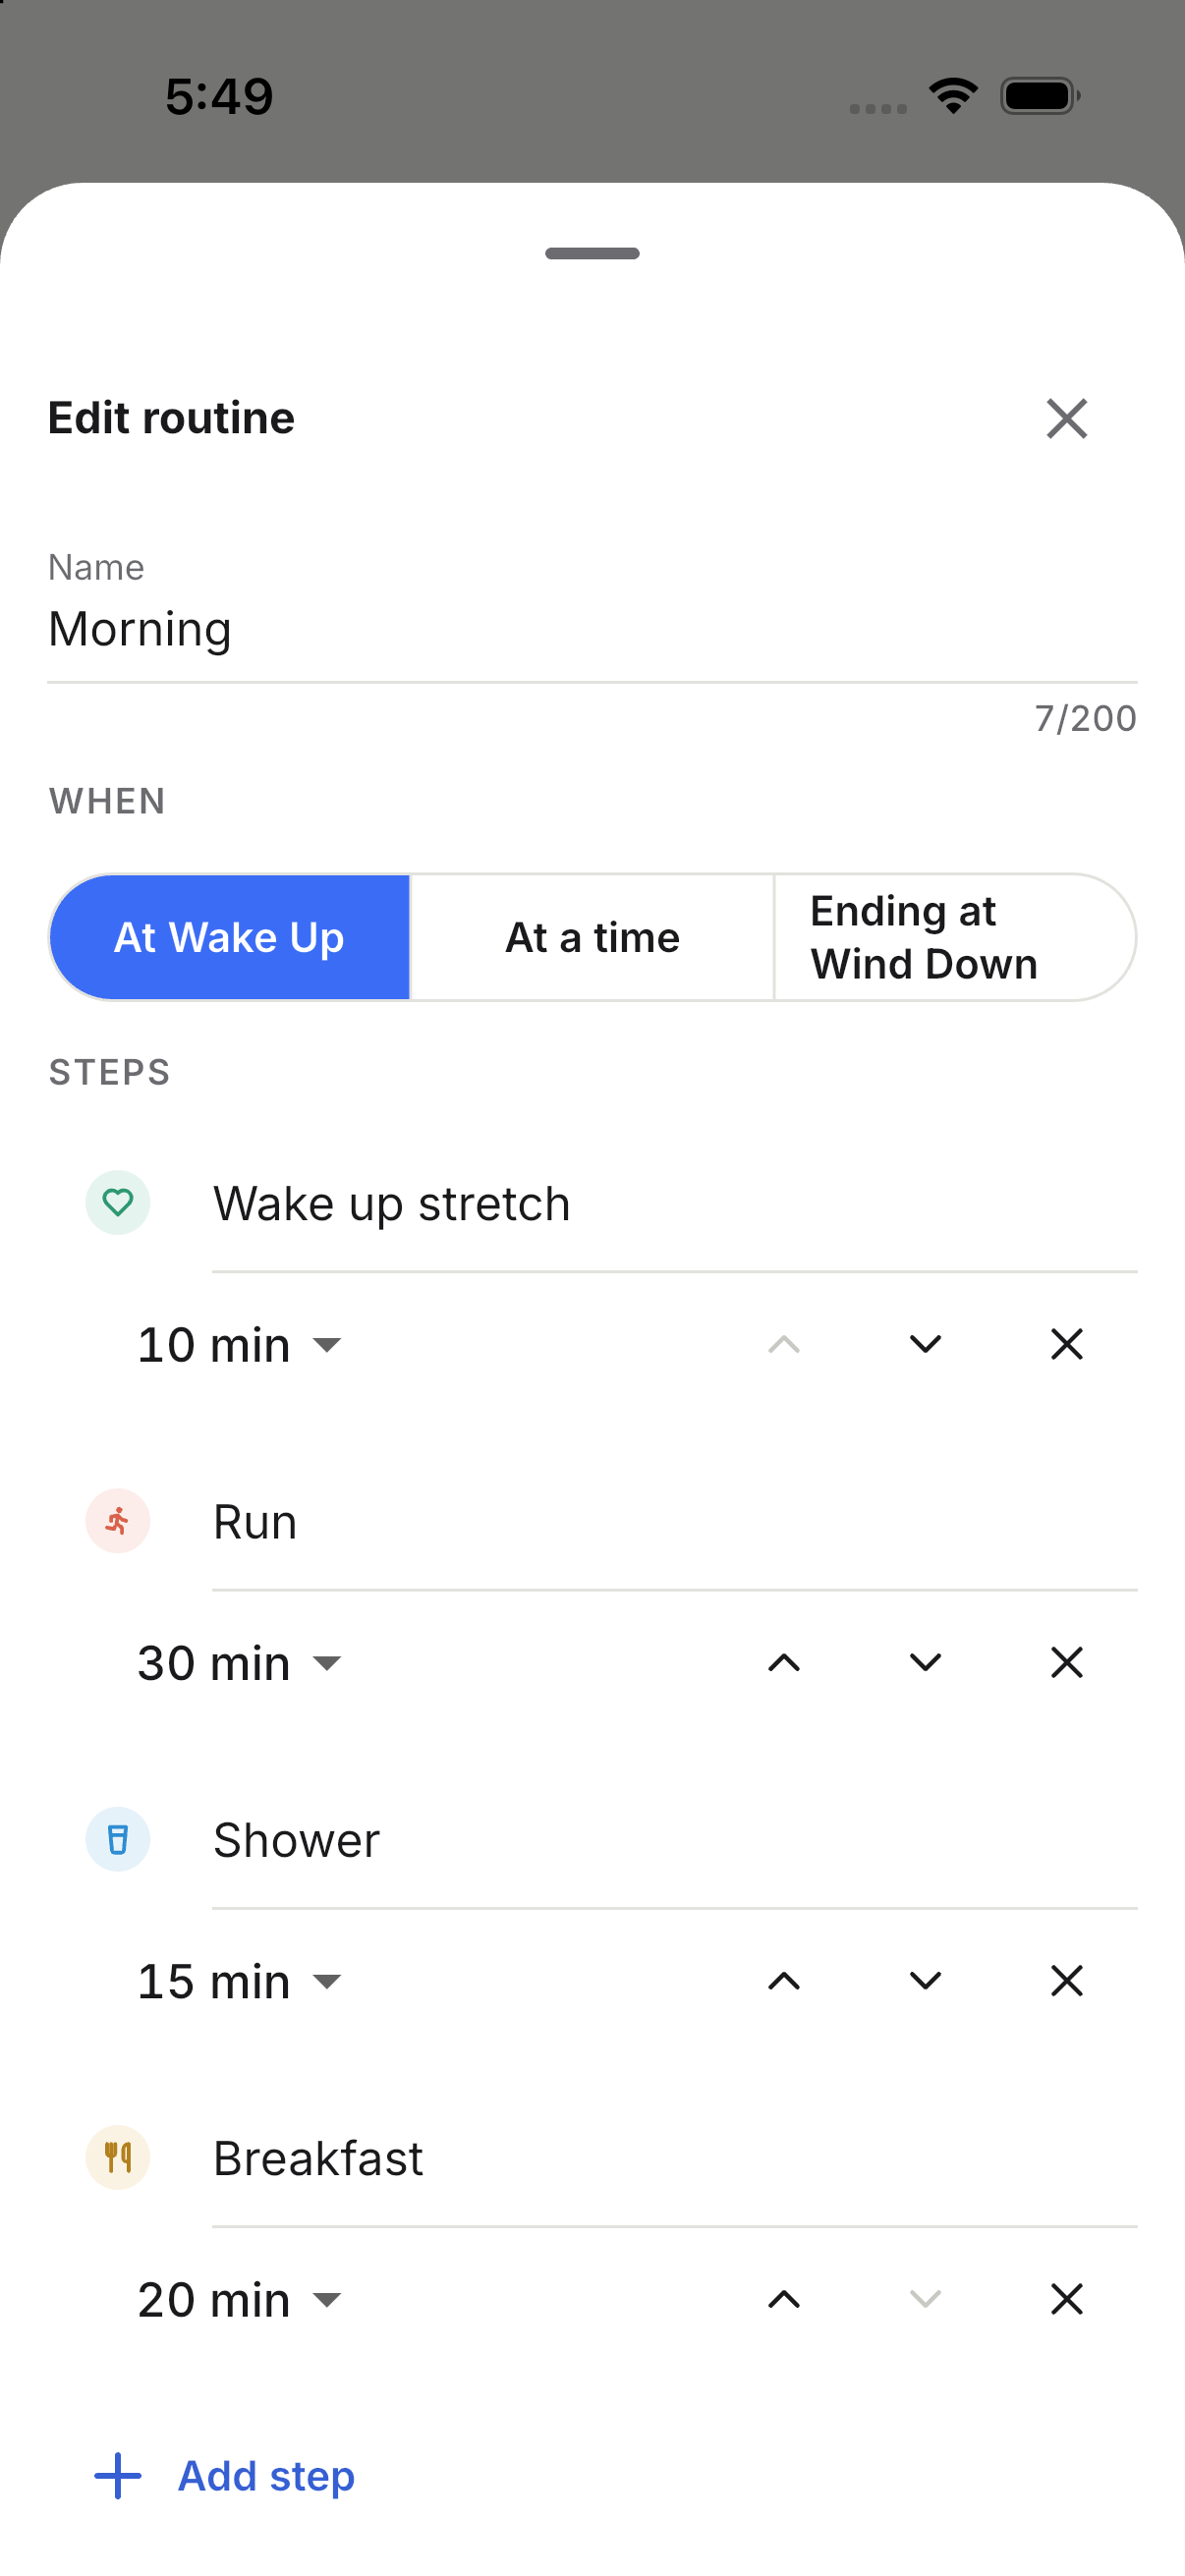 5:49
Edit routine
Name
Morning
7/200
WHEN
At Wake Up
At a time
Ending at
Wind Down
STEPS
Wake up stretch
10 min
Run
30 min
Shower
15 min
Breakfast
20 min
Add step